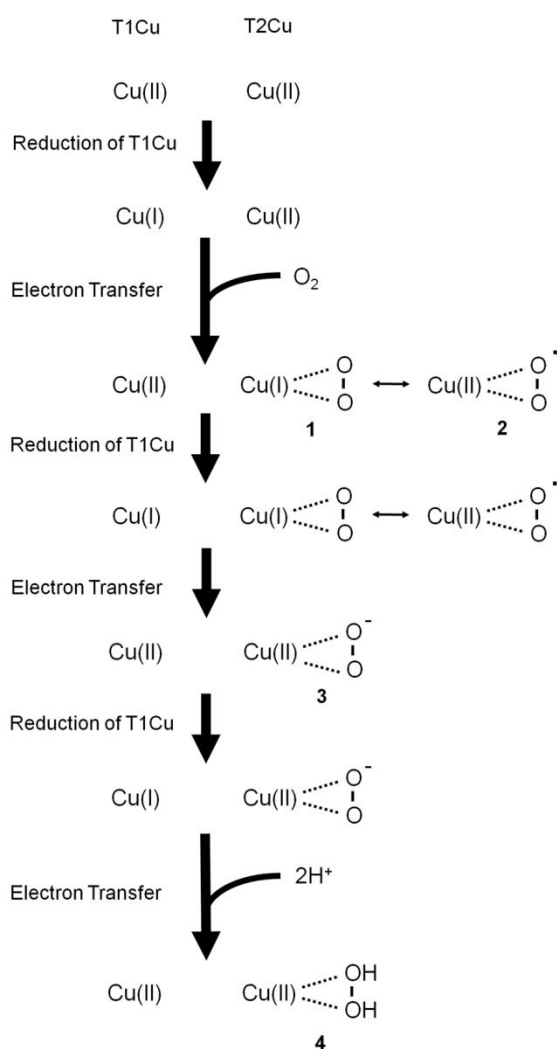 T1Cu T2Cu
Cu(II) Cu(II)
Reduction of T1Cu
Cu(I) Cu(II)
Electron Transfer
O₂
Cu(II) Cu(I) O O Cu(II) O O
1 2
Reduction of T1Cu
Cu(I) Cu(I) O O Cu(II) O O
Electron Transfer
Cu(II) Cu(II) O⁻ O
3
Reduction of T1Cu
Cu(I) Cu(II) O⁻ O
Electron Transfer
2H⁺
Cu(II) Cu(II) OH OH
4